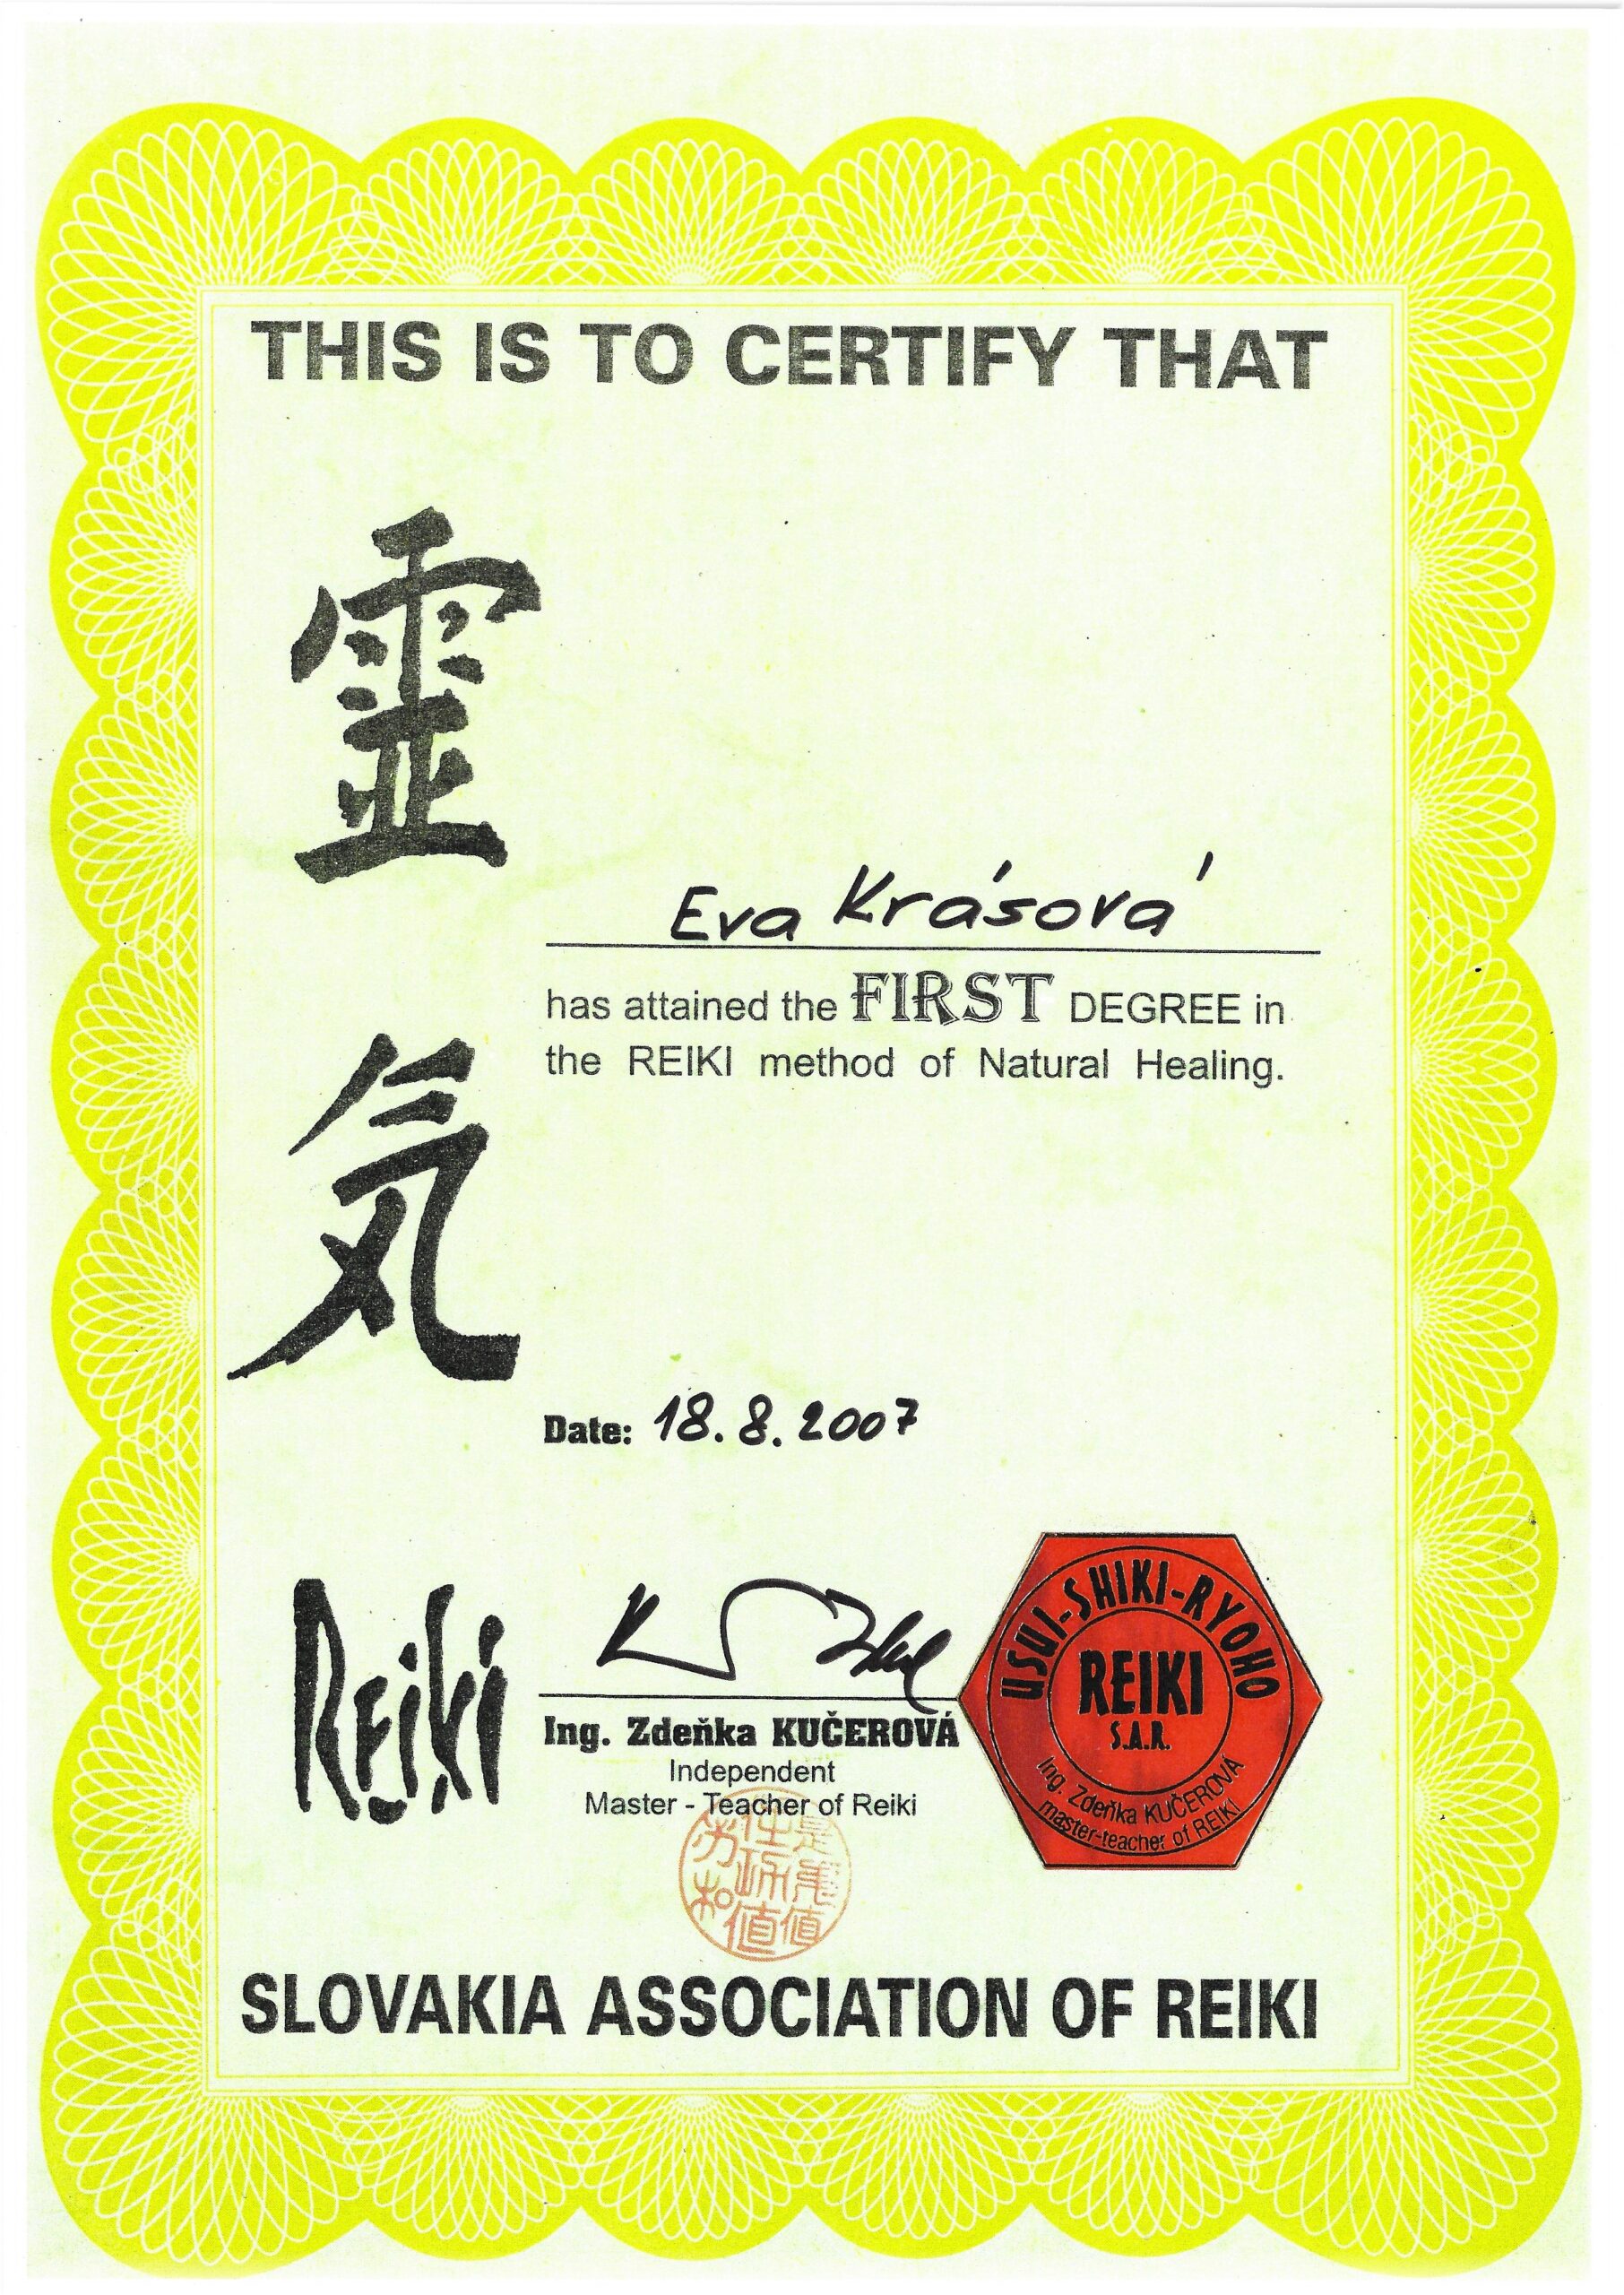 THIS IS TO CERTIFY THAT
靈
気
Eva Krásová
has attained the FIRST DEGREE in
the REIKI method of Natural Healing.
Date: 18.8.2007
Reiki
Ing. Zdeňka KUČEROVÁ
Independent
Master - Teacher of Reiki
USUI-SHIKI-RYOHO
REIKI
S.A.R.
Ing. Zdeňka KUČEROVÁ
master-teacher of REIKI
SLOVAKIA ASSOCIATION OF REIKI